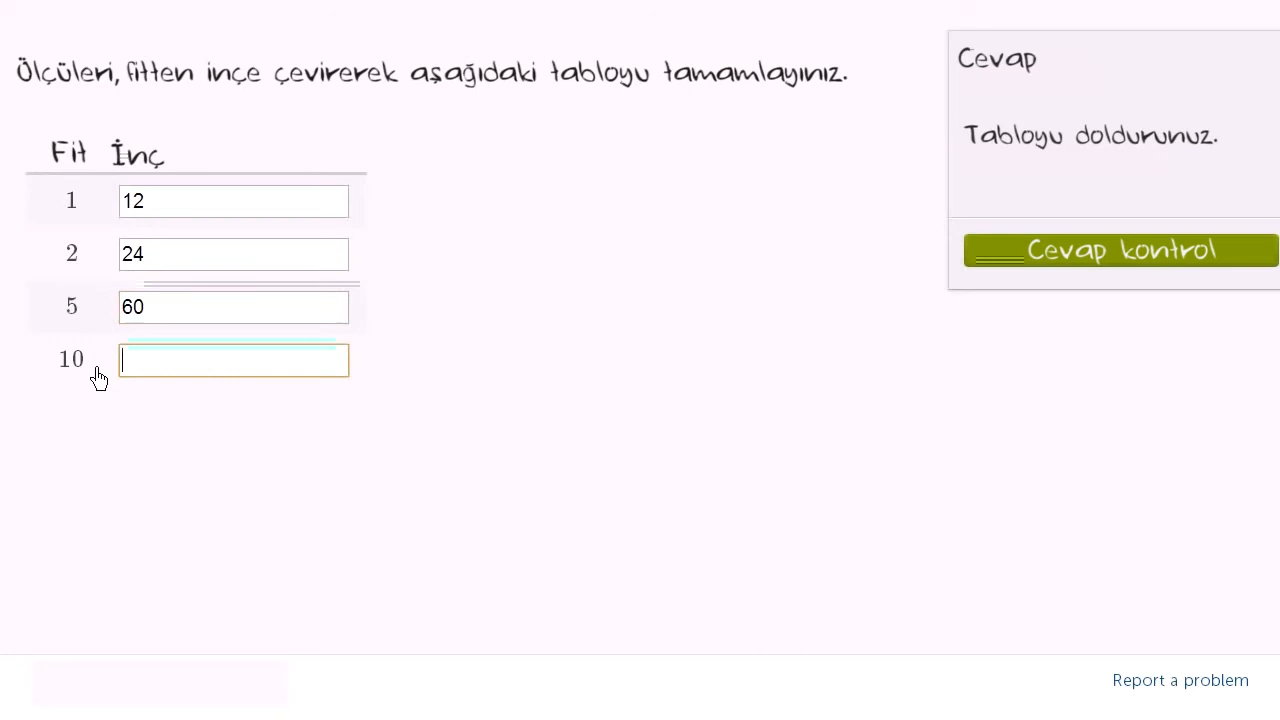 Ölçüleri, fitten inçe çevirerek aşağıdaki tabloyu tamamlayınız.
Fit İnç
1 12
2 24
5 60
10
Cevap
Tabloyu doldurunuz.
Cevap kontrol
Report a problem